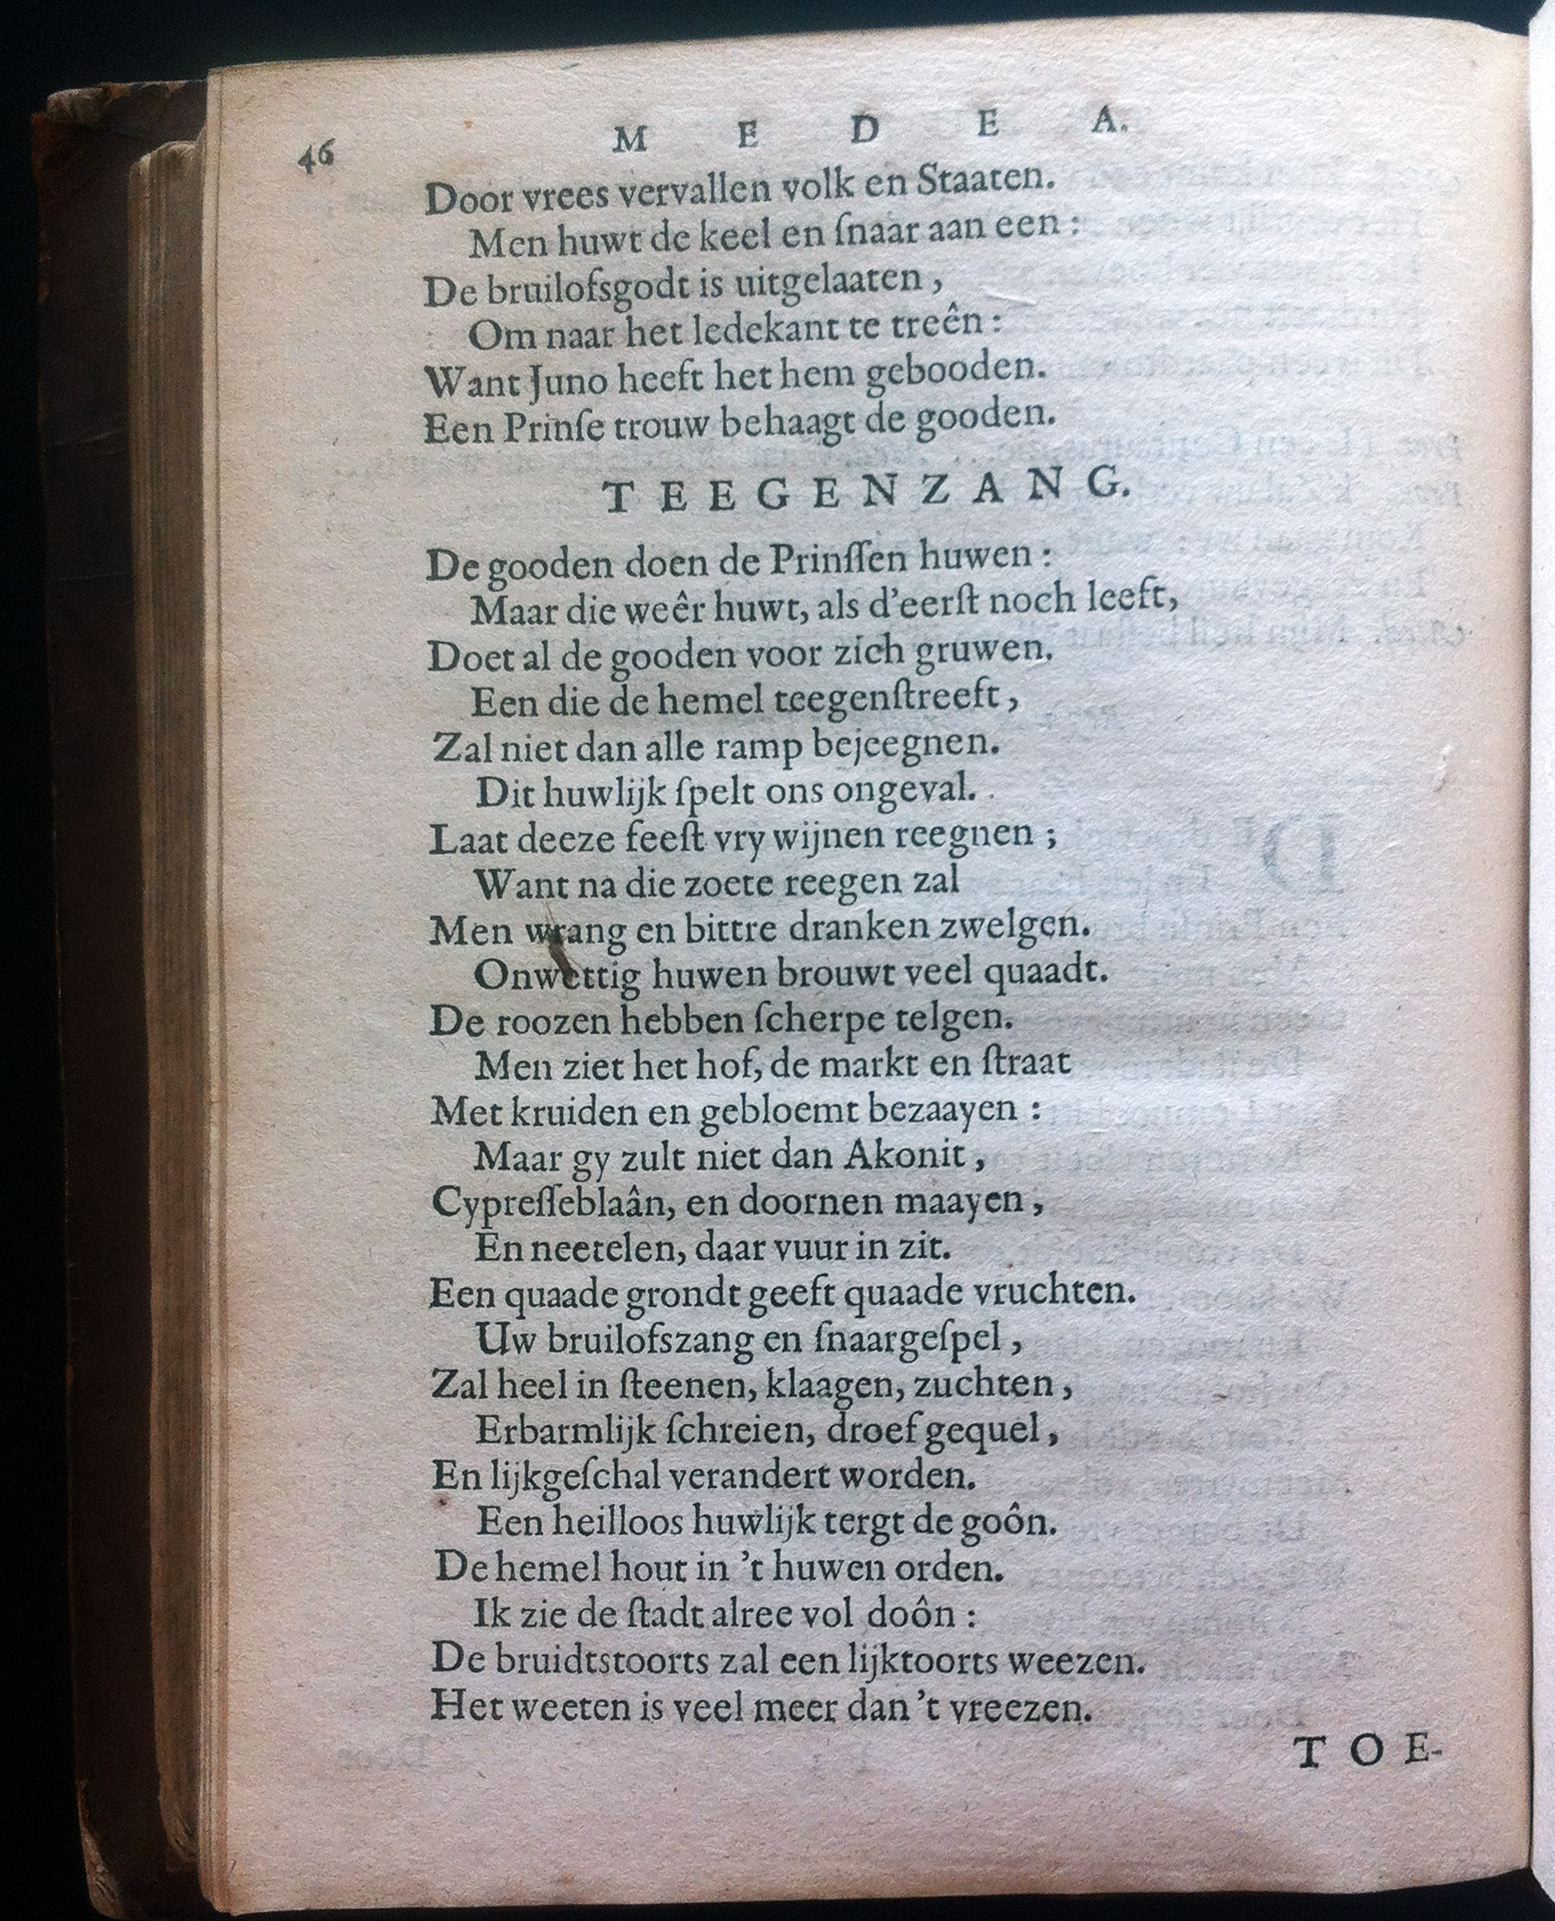 46 M E D E A.
Door vrees vervallen volk en Staaten.
Men huwt de keel en ſnaar aan een :
De bruilofsgodt is uitgelaaten ,
Om naar het ledekant te treên :
Want Juno heeft het hem gebooden.
Een Prinſe trouw behaagt de gooden.
T E E G E N Z A N G.
De gooden doen de Prinſſen huwen :
Maar die weêr huwt, als d'eerſt noch leeft,
Doet al de gooden voor zich gruwen.
Een die de hemel teegenſtreeft ,
Zal niet dan alle ramp bejeegnen.
Dit huwlijk ſpelt ons ongeval.
Laat deeze feeſt vry wijnen reegnen ;
Want na die zoete reegen zal
Men wrang en bittre dranken zwelgen.
Onwettig huwen brouwt veel quaadt.
De roozen hebben ſcherpe telgen.
Men ziet het hof, de markt en ſtraat
Met kruiden en gebloemt bezaayen :
Maar gy zult niet dan Akonit ,
Cypreſſeblaân, en doornen maayen ,
En neetelen, daar vuur in zit.
Een quaade grondt geeft quaade vruchten.
Uw bruilofszang en ſnaargeſpel ,
Zal heel in ſteenen, klaagen, zuchten ,
Erbarmlijk ſchreien, droef gequel ,
En lijkgeſchal verandert worden.
Een heilloos huwlijk tergt de goôn.
De hemel hout in 't huwen orden.
Ik zie de ſtadt alree vol doôn :
De bruidtstoorts zal een lijktoorts weezen.
Het weeten is veel meer dan 't vreezen.
T O E-